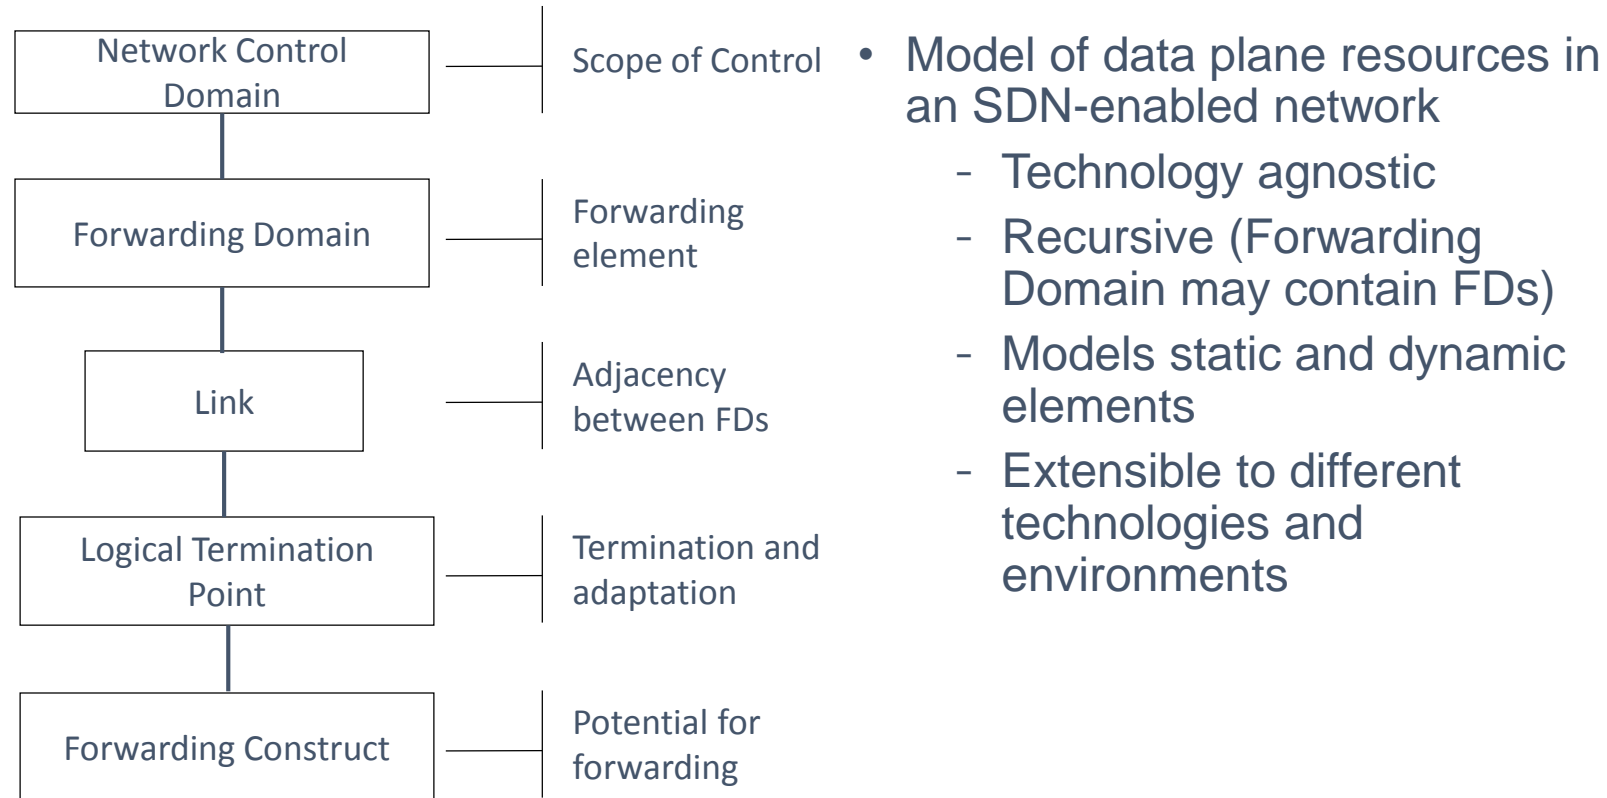 Network Control
Domain
Scope of Control
Forwarding Domain
Forwarding
element
Link
Adjacency
between FDs
Logical Termination
Point
Termination and
adaptation
Forwarding Construct
Potential for
forwarding
• Model of data plane resources in
an SDN-enabled network
- Technology agnostic
- Recursive (Forwarding
Domain may contain FDs)
- Models static and dynamic
elements
- Extensible to different
technologies and
environments